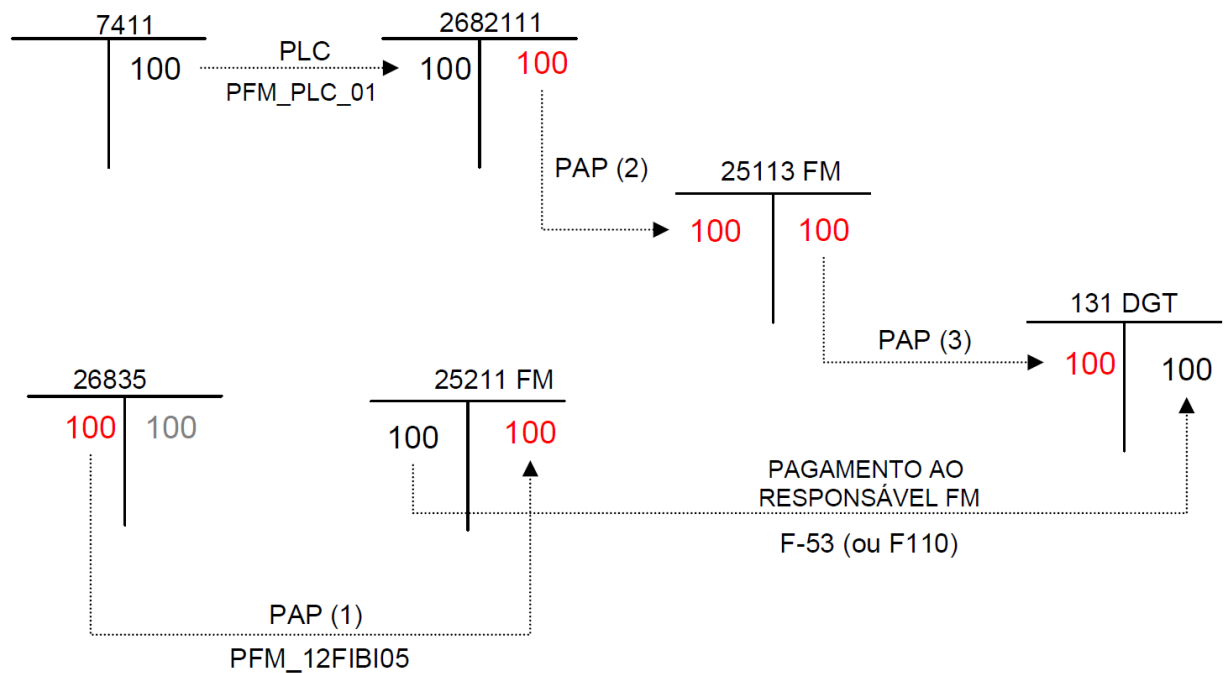 7411
2682111
100
PLC
100
100
PFM_PLC_01
PAP (2)
25113 FM
100
100
131 DGT
PAP (3)
100
100
26835
25211 FM
100
100
100
100
PAGAMENTO AO
RESPONSÁVEL FM
F-53 (ou F110)
PAP (1)
PFM_12FIBI05